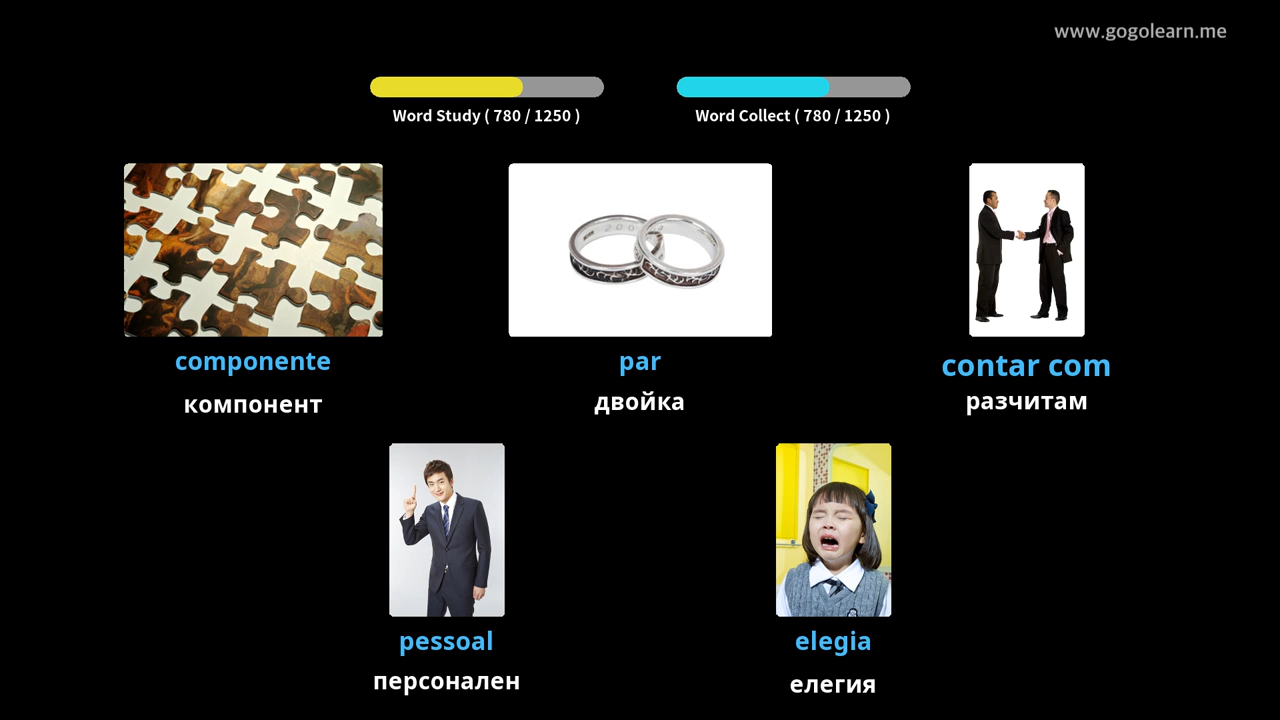 www.gogolearn.me
Word Study ( 780 / 1250 )
Word Collect ( 780 / 1250 )
componente
par
contar com
компонент
двойка
разчитам
pessoal
elegia
персонален
елегия